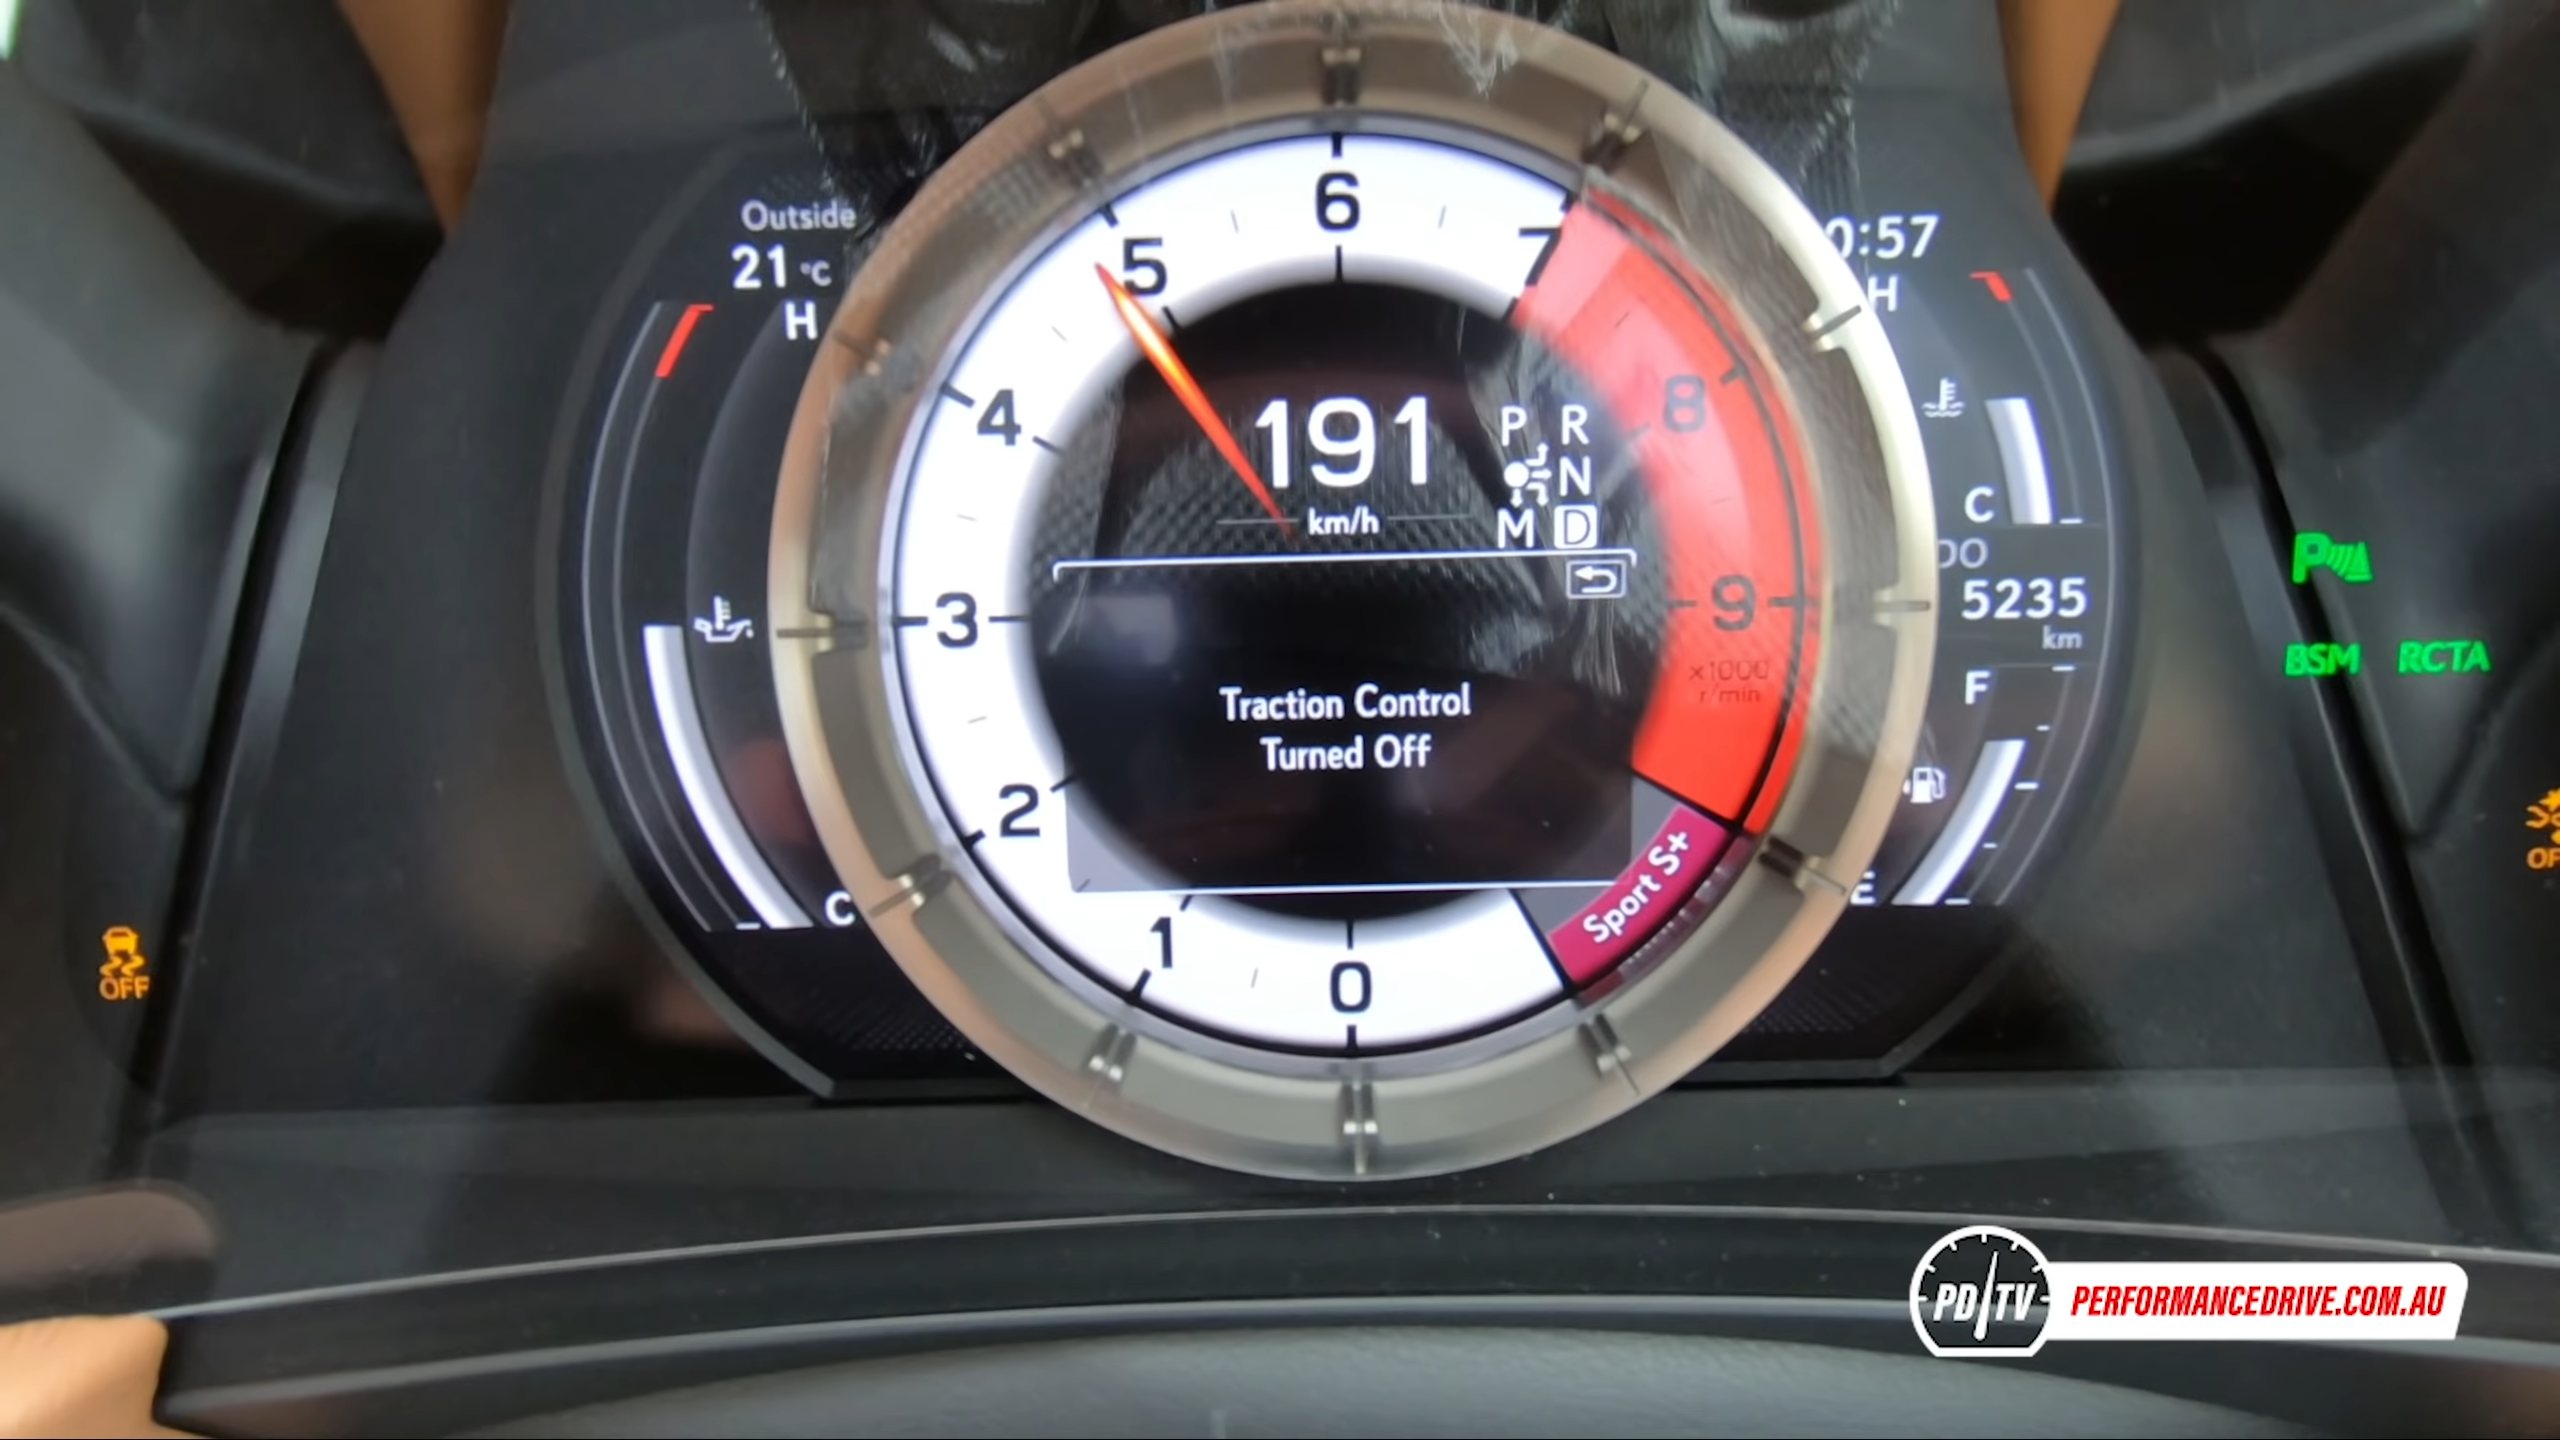 Outside
21 °C
H
C
OFF
0
1
2
3
4
5
6
7
8
9
x1000
r/min
191
km/h
P R
N
M D
Traction Control
Turned Off
Sport S+
0:57
H
C
5235
km
F
E
BSM RCTA
PD TV
PERFORMANCEDRIVE.COM.AU